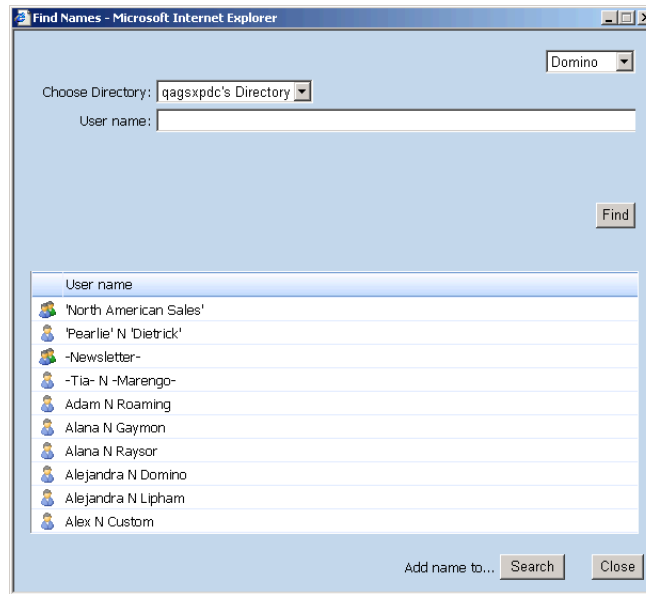 Find Names - Microsoft Internet Explorer
Domino
Choose Directory: qagsxpdc's Directory
User name:
Find
User name
'North American Sales'
'Pearlie' N 'Dietrick'
-Newsletter-
-Tia- N -Marengo-
Adam N Roaming
Alana N Gaymon
Alana N Raysor
Alejandra N Domino
Alejandra N Lipham
Alex N Custom
Add name to... Search Close